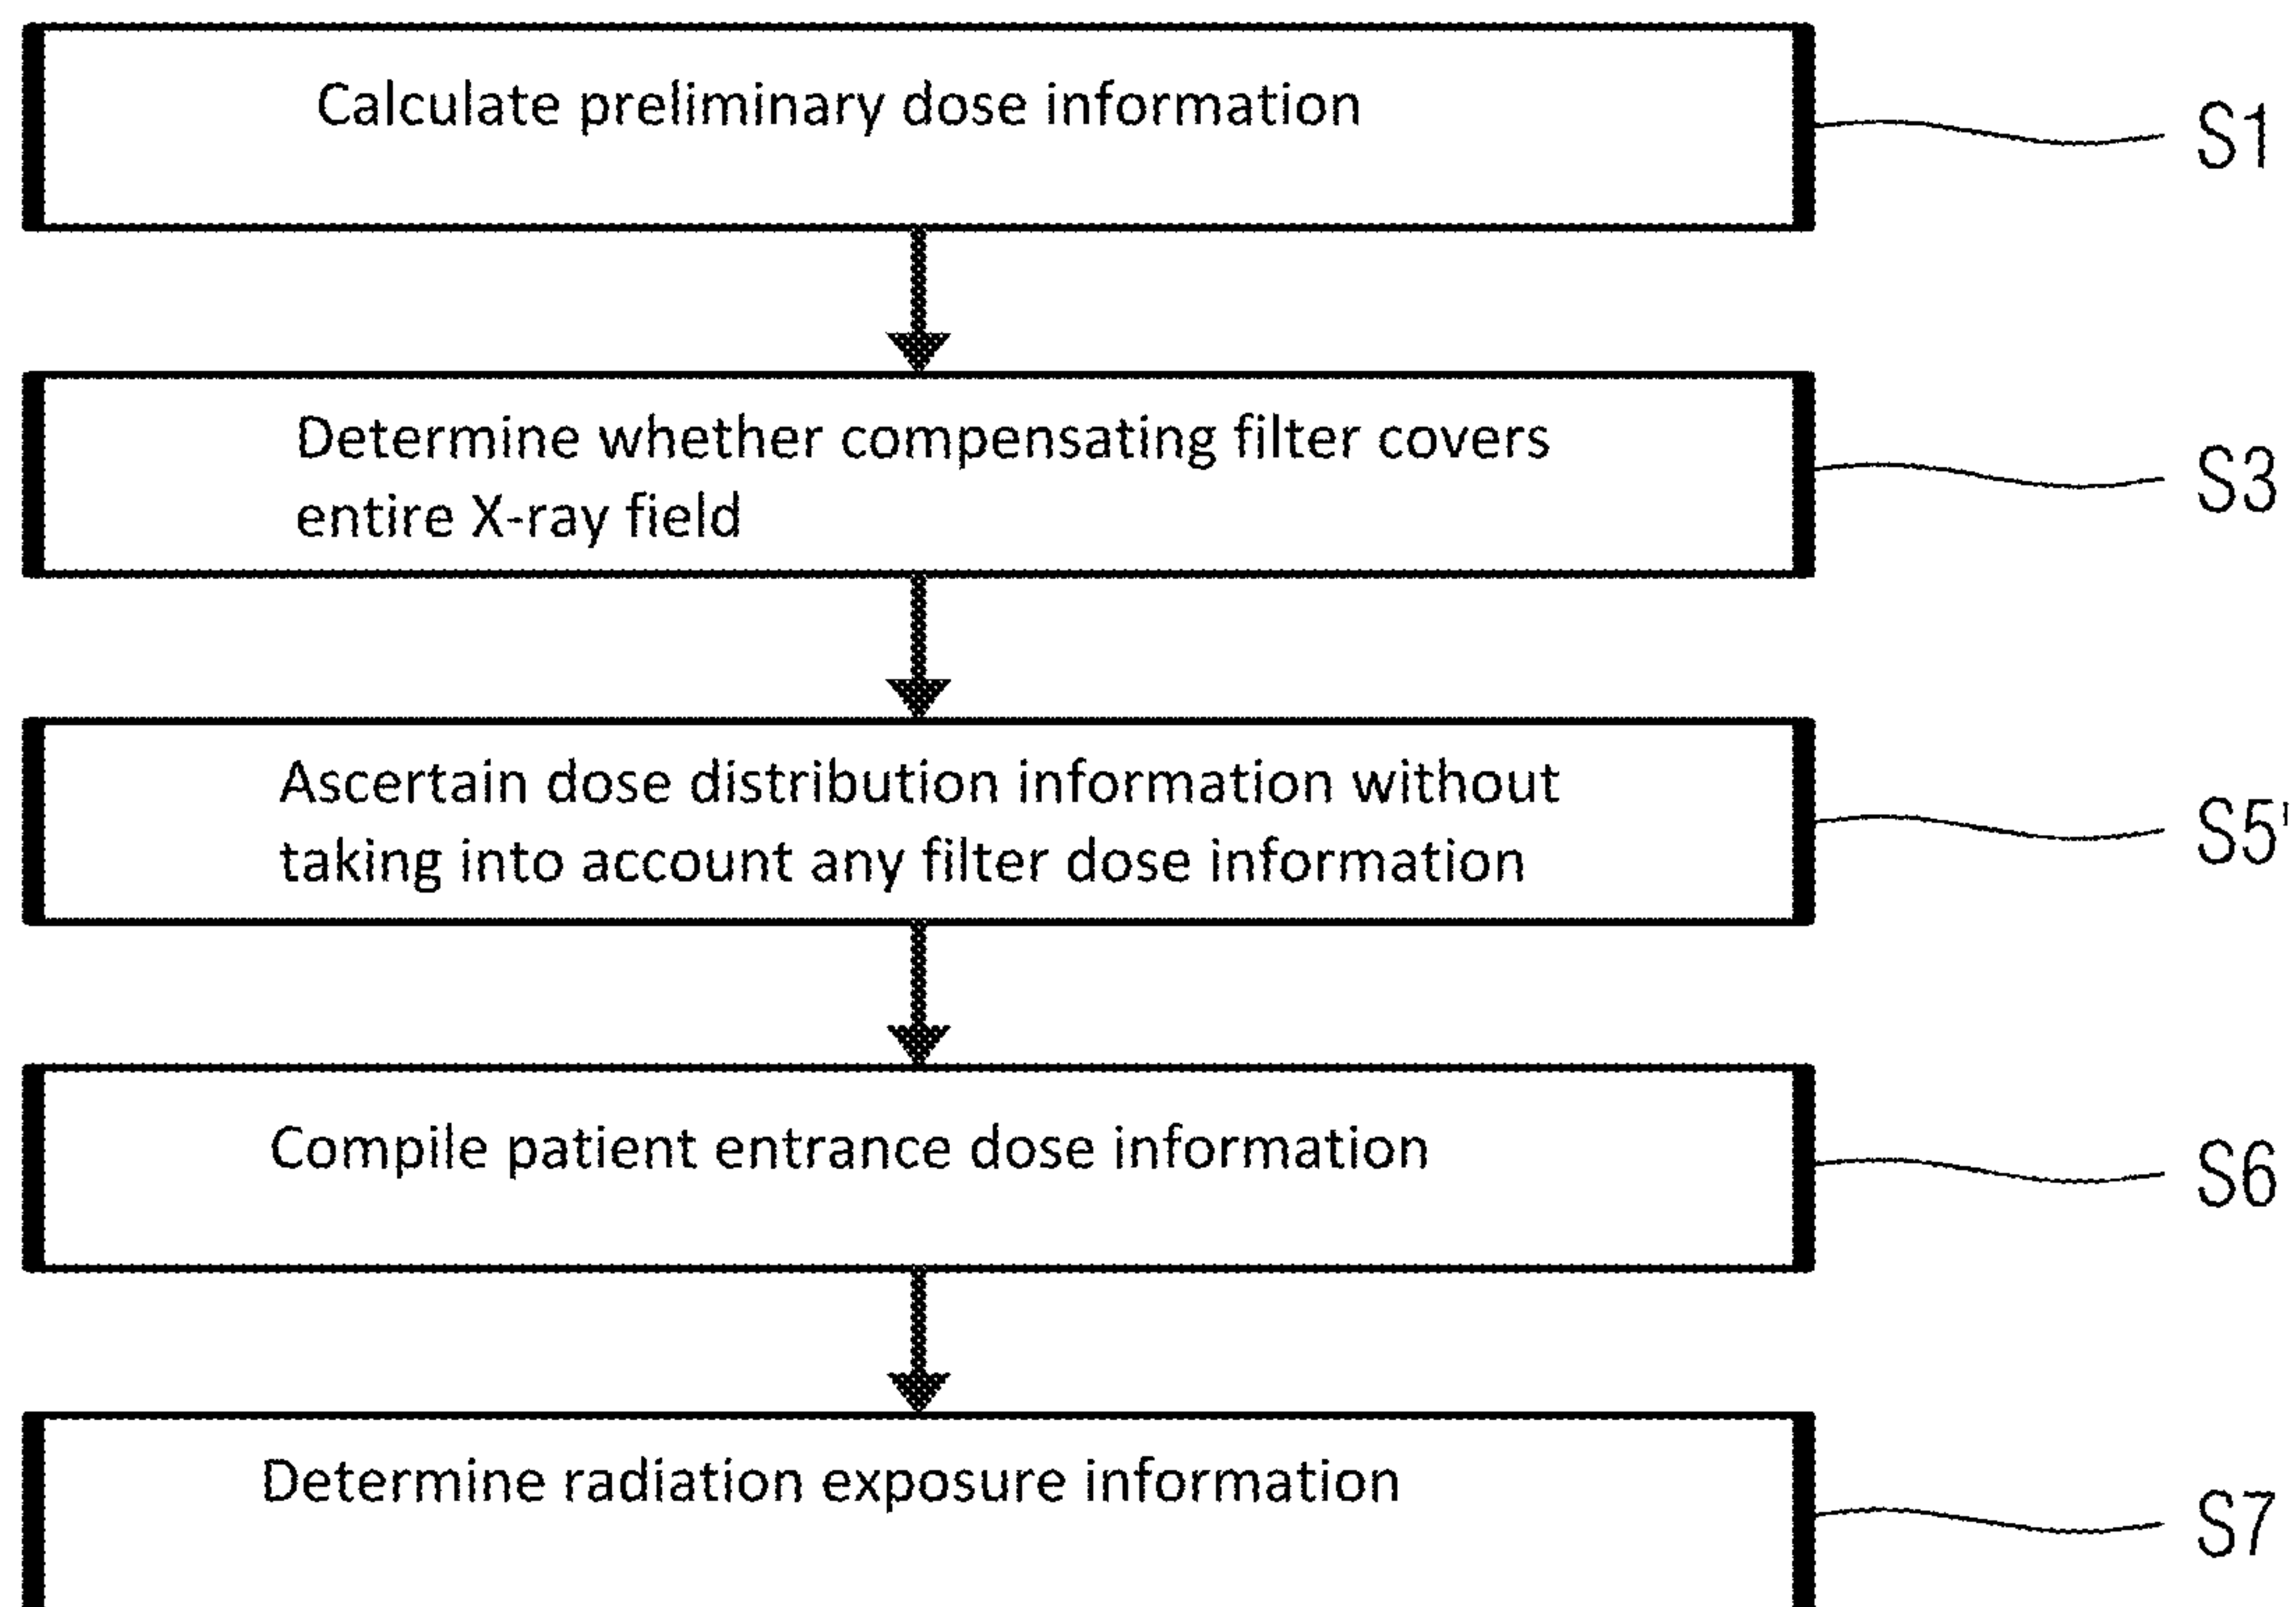 Calculate preliminary dose information
S1
Determine whether compensating filter covers
entire X-ray field
S3
Ascertain dose distribution information without
taking into account any filter dose information
S5'
Compile patient entrance dose information
S6
Determine radiation exposure information
S7